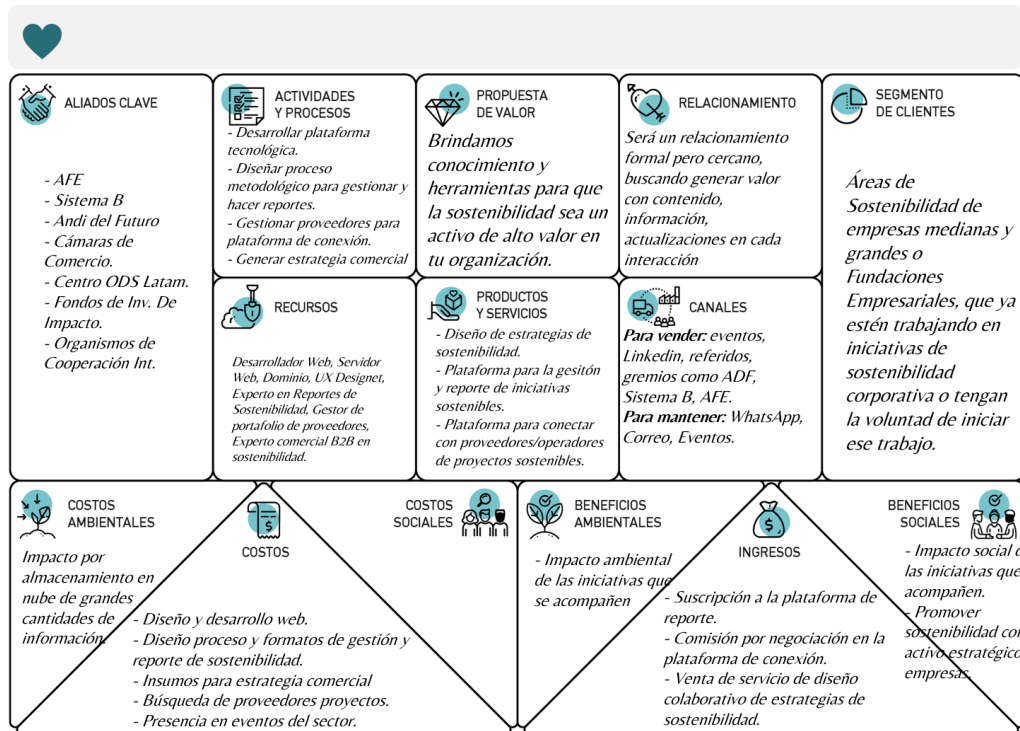 ALIADOS CLAVE
- AFE
- Sistema B
- Andi del Futuro
- Cámaras de
Comercio.
- Centro ODS Latam.
- Fondos de Inv. De
Impacto.
- Organismos de
Cooperación Int.
ACTIVIDADES
Y PROCESOS
- Desarrollar plataforma
tecnológica.
- Diseñar proceso
metodológico para gestionar y
hacer reportes.
- Gestionar proveedores para
plataforma de conexión.
- Generar estrategia comercial
RECURSOS
Desarrollador Web, Servidor
Web, Dominio, UX Designet,
Experto en Reportes de
Sostenibilidad, Gestor de
portafolio de proveedores,
Experto comercial B2B en
sostenibilidad.
PROPUESTA
DE VALOR
Brindamos
conocimiento y
herramientas para que
la sostenibilidad sea un
activo de alto valor en
tu organización.
PRODUCTOS
Y SERVICIOS
- Diseño de estrategias de
sostenibilidad.
- Plataforma para la gesitón
y reporte de iniciativas
sostenibles.
- Plataforma para conectar
con proveedores/operadores
de proyectos sostenibles.
RELACIONAMIENTO
Será un relacionamiento
formal pero cercano,
buscando generar valor
con contenido,
información,
actualizaciones en cada
interacción
CANALES
Para vender: eventos,
Linkedin, referidos,
gremios como ADF,
Sistema B, AFE.
Para mantener: WhatsApp,
Correo, Eventos.
SEGMENTO
DE CLIENTES
Áreas de
Sostenibilidad de
empresas medianas y
grandes o
Fundaciones
Empresariales, que ya
estén trabajando en
iniciativas de
sostenibilidad
corporativa o tengan
la voluntad de iniciar
ese trabajo.
COSTOS
AMBIENTALES
Impacto por
almacenamiento en
nube de grandes
cantidades de
información.
COSTOS
- Diseño y desarrollo web.
- Diseño proceso y formatos de gestión y
reporte de sostenibilidad.
- Insumos para estrategia comercial
- Búsqueda de proveedores proyectos.
- Presencia en eventos del sector.
COSTOS
SOCIALES
BENEFICIOS
AMBIENTALES
- Impacto ambiental
de las iniciativas que
se acompañen
INGRESOS
- Suscripción a la plataforma de
reporte.
- Comisión por negociación en la
plataforma de conexión.
- Venta de servicio de diseño
colaborativo de estrategias de
sostenibilidad.
BENEFICIOS
SOCIALES
- Impacto social
las iniciativas que
acompañen.
- Promover
sostenibilidad
activo estratégico
empresas.